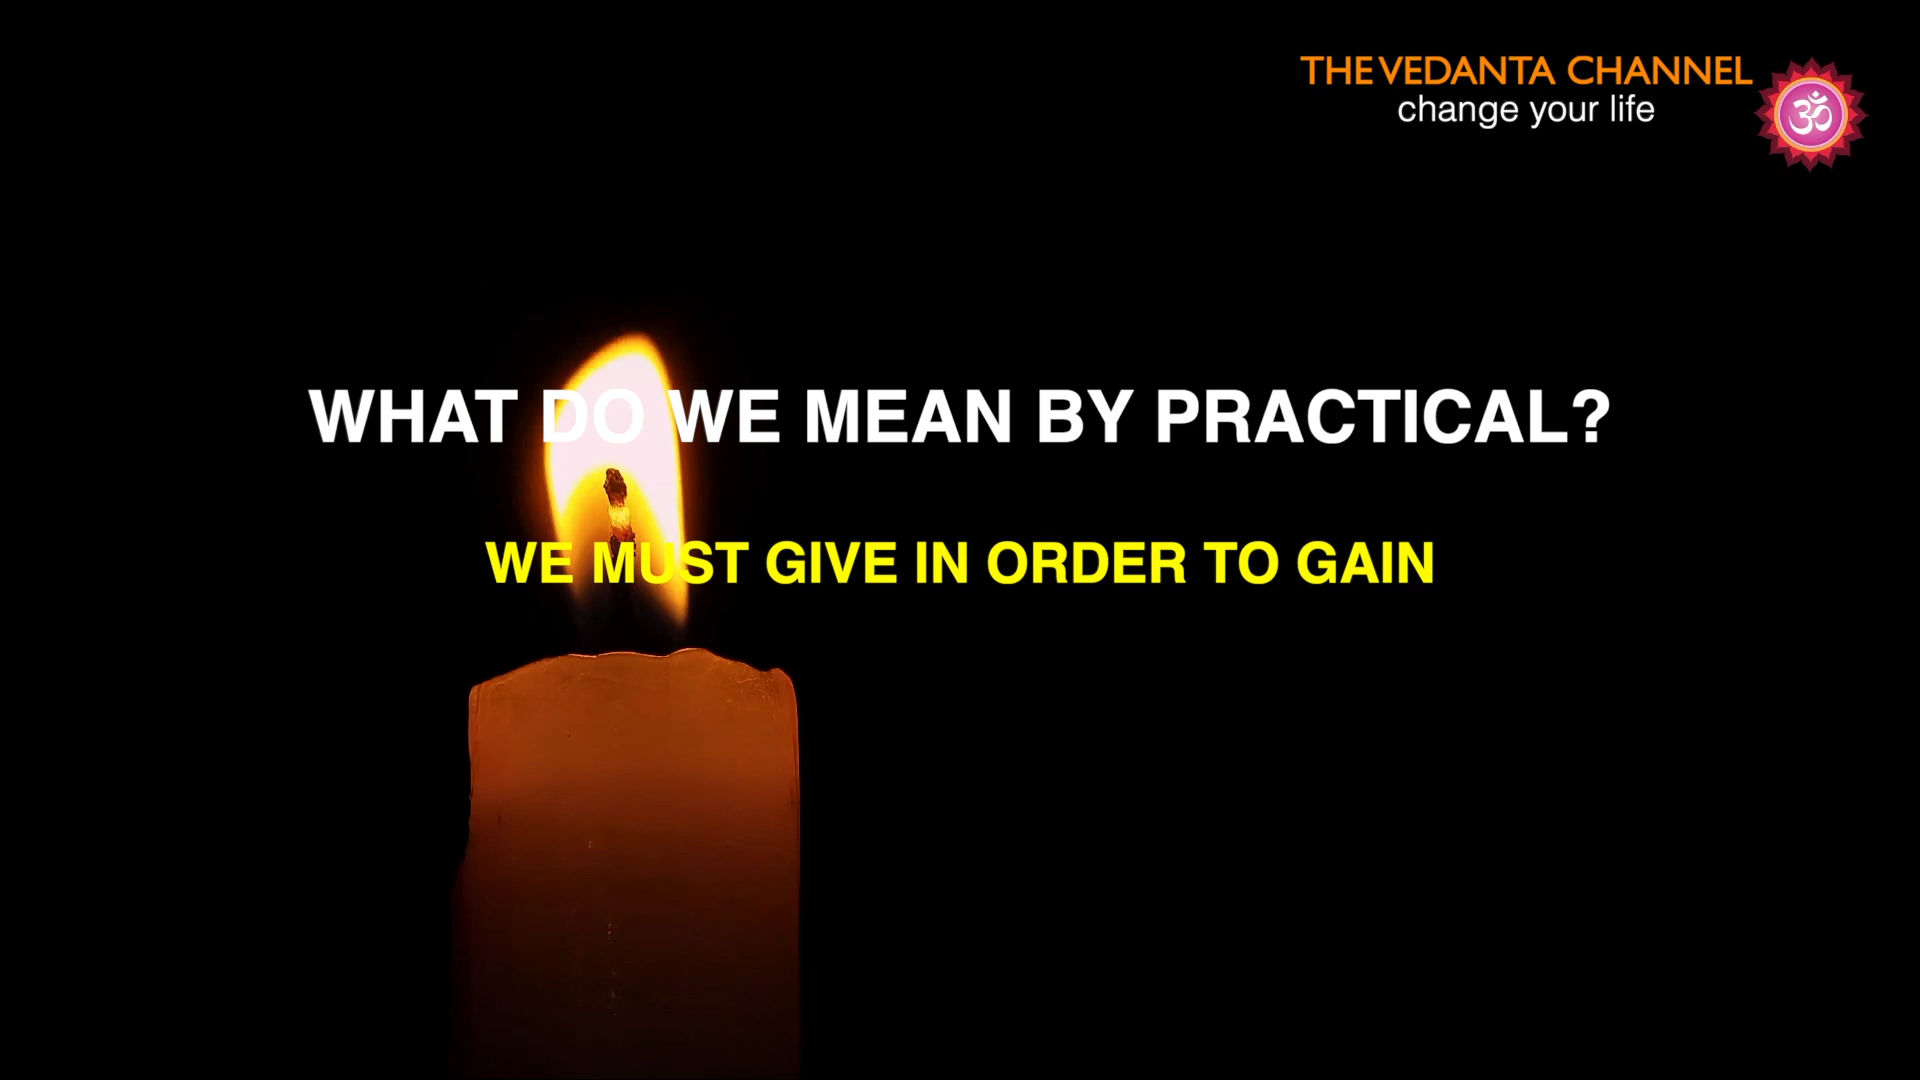 THE VEDANTA CHANNEL
change your life
ॐ
WHAT DO WE MEAN BY PRACTICAL?
WE MUST GIVE IN ORDER TO GAIN